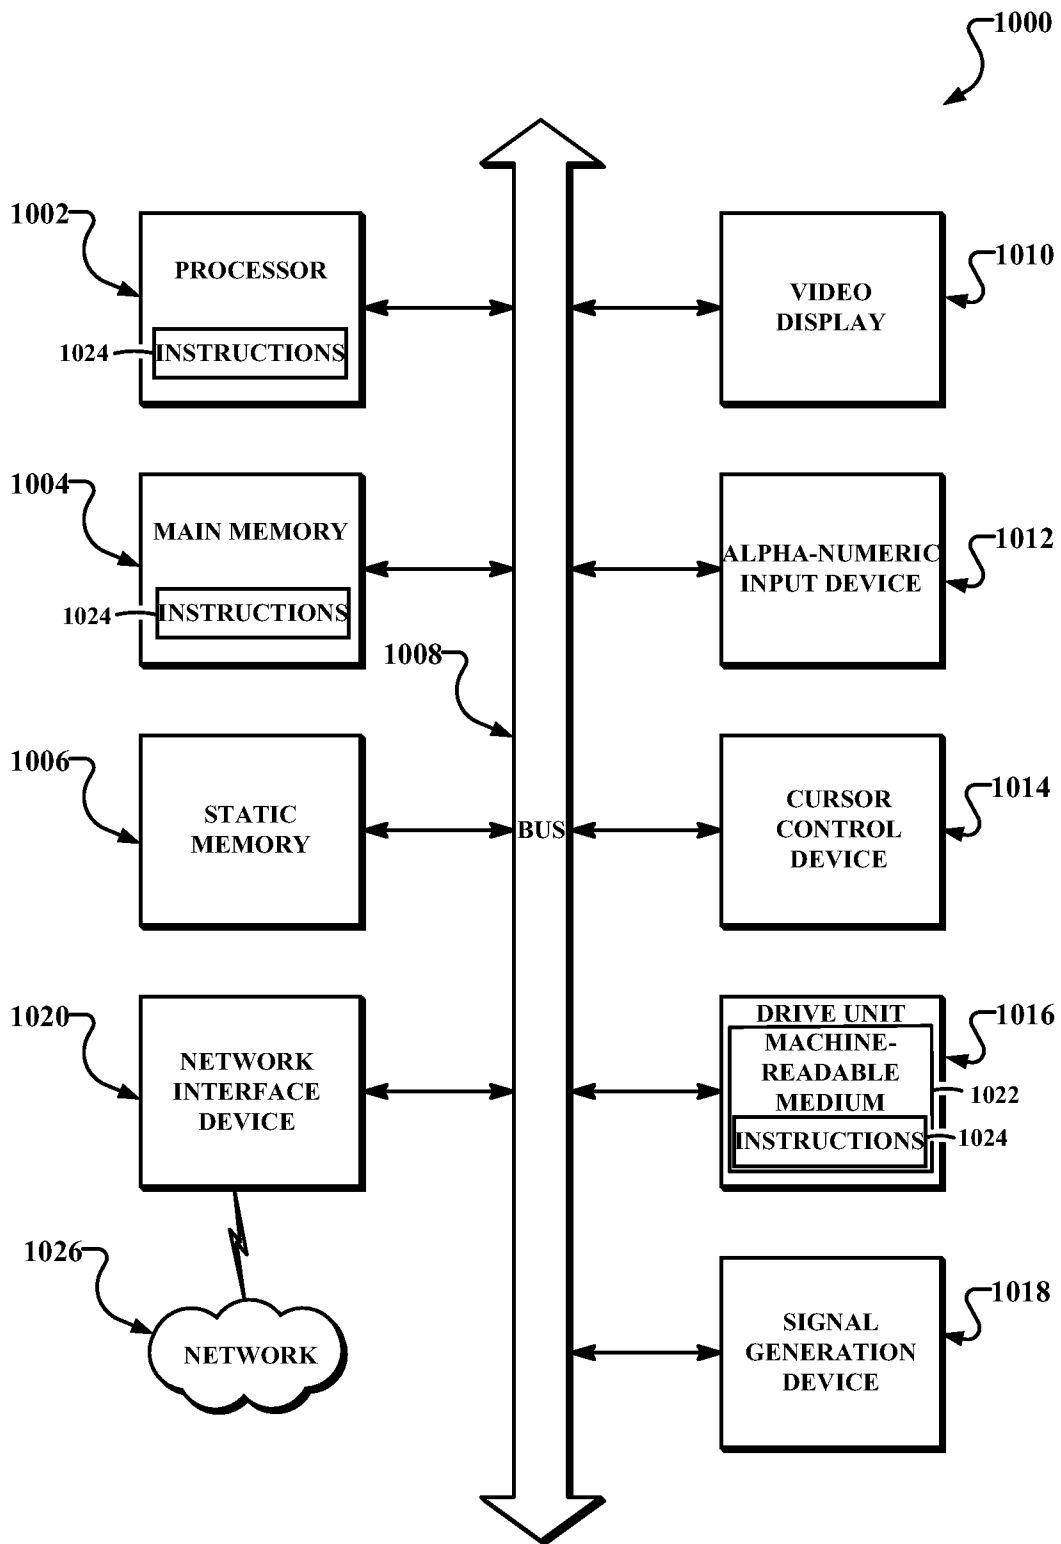 1000
1002
PROCESSOR
1024
INSTRUCTIONS
1010
VIDEO
DISPLAY
1004
MAIN MEMORY
1024
INSTRUCTIONS
1012
ALPHA-NUMERIC
INPUT DEVICE
1008
1006
STATIC
MEMORY
BUS
1014
CURSOR
CONTROL
DEVICE
1020
NETWORK
INTERFACE
DEVICE
1016
DRIVE UNIT
MACHINE-
READABLE
MEDIUM
1022
INSTRUCTIONS
1024
1026
NETWORK
1018
SIGNAL
GENERATION
DEVICE